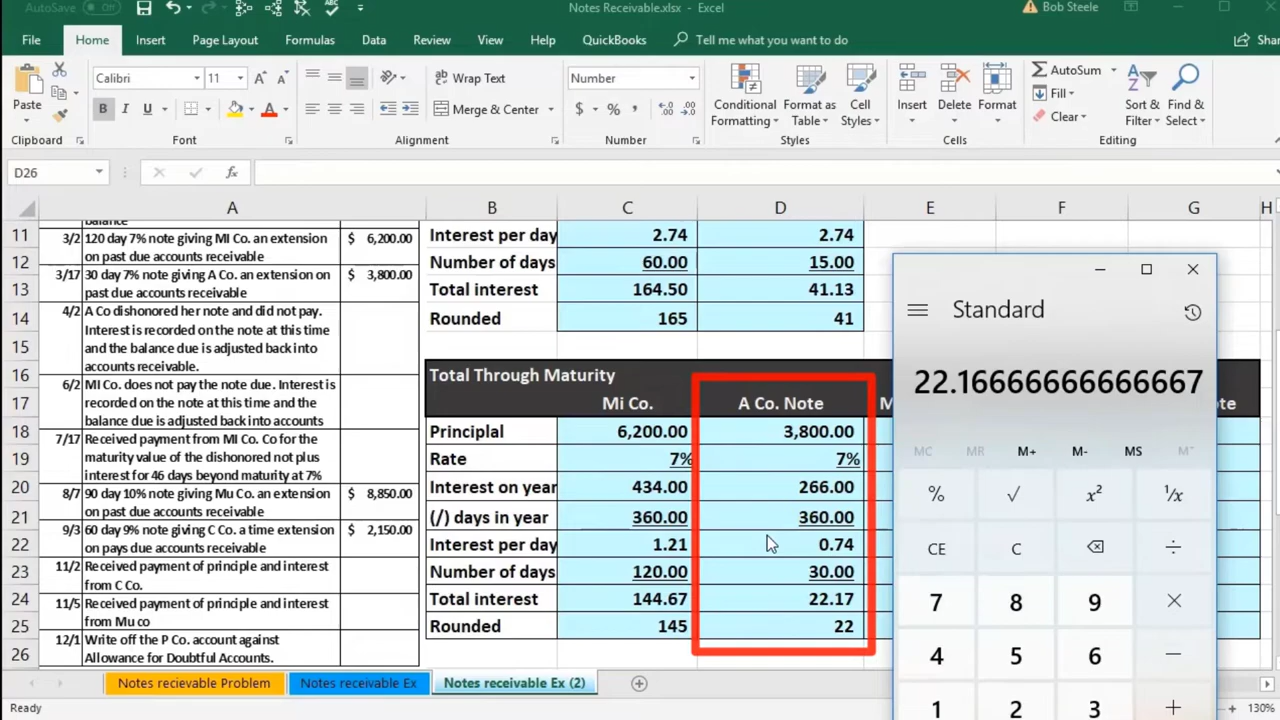 AutoSave Off
Notes Receivable.xlsx - Excel
Bob Steele
File Home Insert Page Layout Formulas Data Review View Help QuickBooks Tell me what you want to do Shar
Paste
Calibri 11
Wrap Text
Number
Conditional Formatting
Format as Table
Cell Styles
Insert Delete Format
AutoSum
Fill
Clear
Sort & Filter
Find & Select
B I U
Merge & Center
$ %
Clipboard Font Alignment Number Styles Cells Editing
D26 fx
A B C D E F G H
balance
3/2 120 day 7% note giving MI Co. an extension $ 6,200.00
on past due accounts receivable
3/17 30 day 7% note giving A Co. an extension on $ 3,800.00
past due accounts receivable
4/2 A Co dishonored her note and did not pay.
Interest is recorded on the note at this time
and the balance due is adjusted back into
accounts receivable.
6/2 MI Co. does not pay the note due. Interest is
recorded on the note at this time and the
balance due is adjusted back into accounts
7/17 Received payment from MI Co. Co for the
maturity value of the dishonored not plus
interest for 46 days beyond maturity at 7%
8/7 90 day 10% note giving Mu Co. an extension $ 8,850.00
on past due accounts receivable
9/3 60 day 9% note giving C Co. a time extension $ 2,150.00
on pays due accounts receivable
11/2 Received payment of principle and interest
from C Co.
11/5 Received payment of principle and interest
from Mu co
12/1 Write off the P Co. account against
Allowance for Doubtful Accounts.
11 Interest per day 2.74 2.74
12 Number of days 60.00 15.00
13 Total interest 164.50 41.13
14 Rounded 165 41
15
16 Total Through Maturity
17 Mi Co. A Co. Note M te
18 Principlal 6,200.00 3,800.00
19 Rate 7% 7%
20 Interest on year 434.00 266.00
21 (/) days in year 360.00 360.00
22 Interest per day 1.21 0.74
23 Number of days 120.00 30.00
24 Total interest 144.67 22.17
25 Rounded 145 22
26
Standard
22.16666666666667
MC MR M+ M- MS M˅
% √ x² ¹/x
CE C ÷
7 8 9 ×
4 5 6 −
1 2 3 +
Notes recievable Problem Notes receivable Ex Notes receivable Ex (2)
Ready
130%